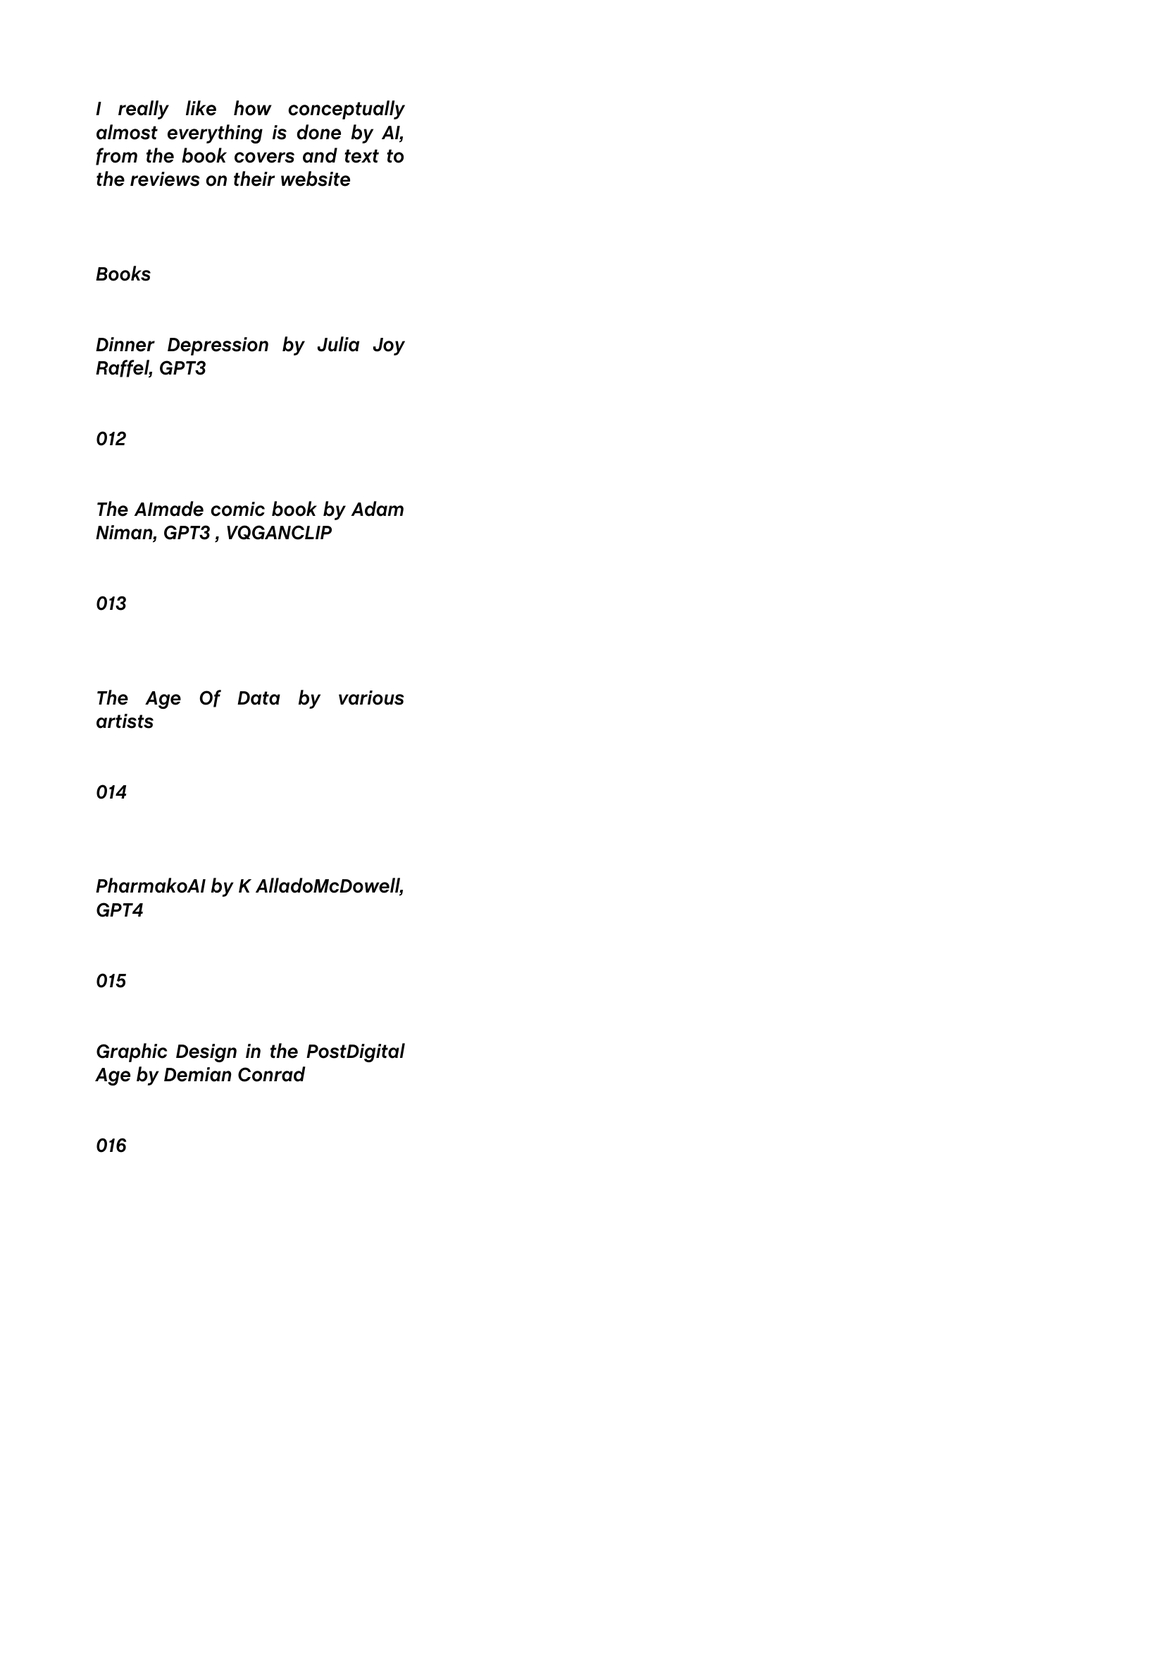 I really like how conceptually
almost everything is done by AI,
from the book covers and text to
the reviews on their website
Books
Dinner Depression by Julia Joy
Raffel, GPT3
012
The AImade comic book by Adam
Niman, GPT3 , VQGANCLIP
013
The Age Of Data by various
artists
014
PharmakoAI by K AlladoMcDowell,
GPT4
015
Graphic Design in the PostDigital
Age by Demian Conrad
016